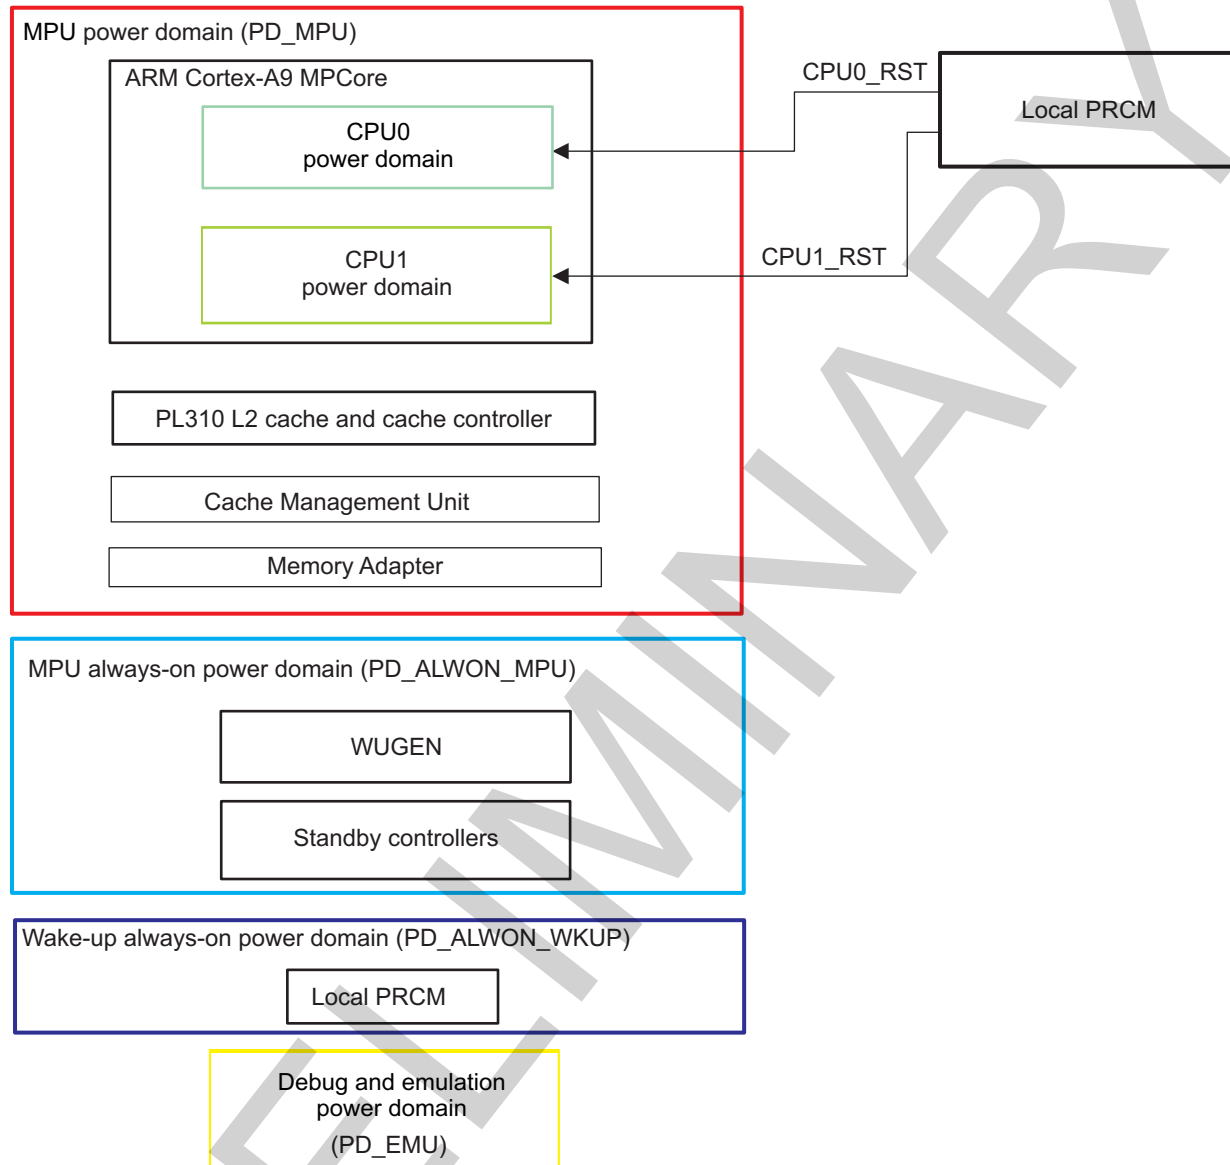 MPU power domain (PD_MPU)
ARM Cortex-A9 MPCore
CPU0
power domain
CPU1
power domain
CPU0_RST
Local PRCM
CPU1_RST
PL310 L2 cache and cache controller
Cache Management Unit
Memory Adapter
MPU always-on power domain (PD_ALWON_MPU)
WUGEN
Standby controllers
Wake-up always-on power domain (PD_ALWON_WKUP)
Local PRCM
Debug and emulation
power domain
(PD_EMU)
ELIMINARY